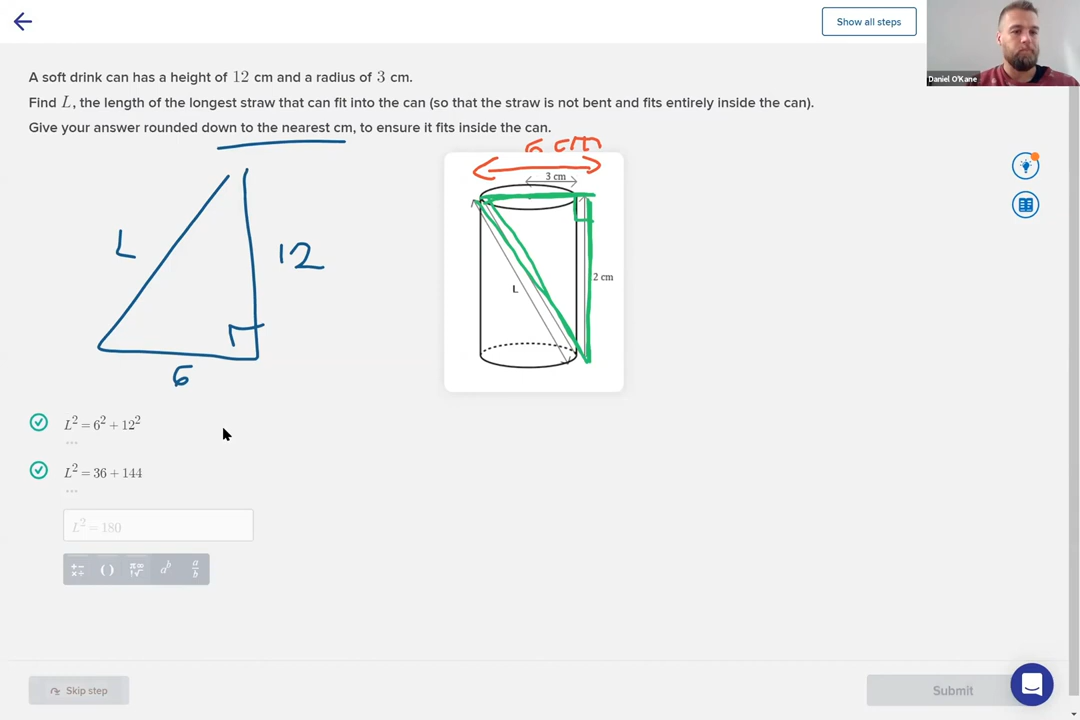 Show all steps
Daniel O'Kane
A soft drink can has a height of 12 cm and a radius of 3 cm.
Find L, the length of the longest straw that can fit into the can (so that the straw is not bent and fits entirely inside the can).
Give your answer rounded down to the nearest cm, to ensure it fits inside the can.
6 cm
3 cm
L
12
2 cm
L
6
L² = 6² + 12²
...
L² = 36 + 144
...
L² = 180
+− ×÷ ( ) π∞ !√ aᵇ a/b
Skip step
Submit